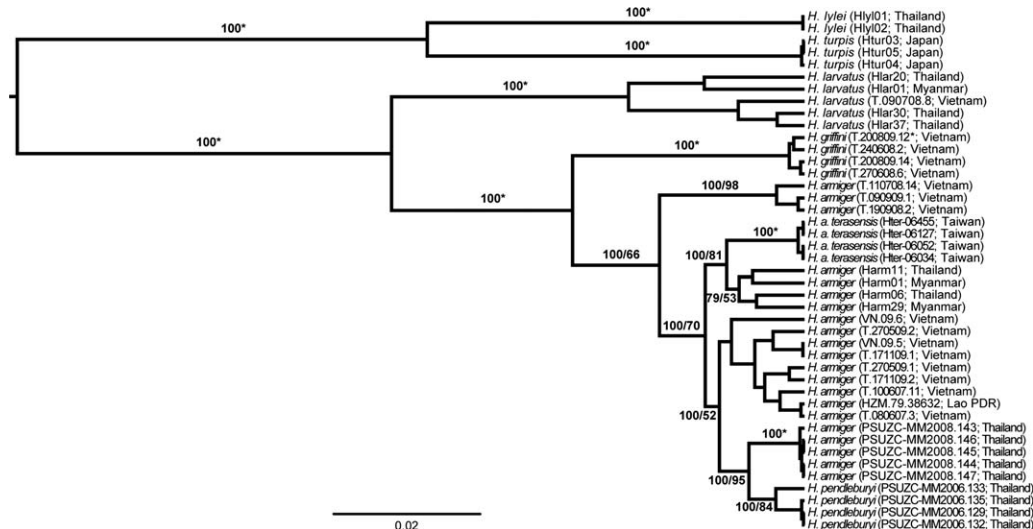 100*
H. lylei (Hlyl01; Thailand)
H. lylei (Hlyl02; Thailand)
100*
H. turpis (Htur03; Japan)
100*
H. turpis (Htur05; Japan)
H. turpis (Htur04; Japan)
H. larvatus (Hlar20; Thailand)
100*
H. larvatus (Hlar01; Myanmar)
H. larvatus (T.090708.8; Vietnam)
H. larvatus (Hlar30; Thailand)
H. larvatus (Hlar37; Thailand)
H. griffini (T.200809.12*; Vietnam)
100*
100*
H. griffini (T.240608.2; Vietnam)
H. griffini (T.200809.14; Vietnam)
H. griffini (T.270608.6; Vietnam)
H. armiger (T.110708.14; Vietnam)
100/98
100*
H. armiger (T.090909.1; Vietnam)
H. armiger (T.190908.2; Vietnam)
H. a. terasensis (Hter-06455; Taiwan)
100*
H. a. terasensis (Hter-06127; Taiwan)
H. a. terasensis (Hter-06052; Taiwan)
100/66
100/81
H. a. terasensis (Hter-06034; Taiwan)
H. armiger (Harm11; Thailand)
H. armiger (Harm01; Myanmar)
79/53
H. armiger (Harm06; Thailand)
H. armiger (Harm29; Myanmar)
H. armiger (VN.09.6; Vietnam)
100/70
H. armiger (T.270509.2; Vietnam)
H. armiger (VN.09.5; Vietnam)
H. armiger (T.171109.1; Vietnam)
H. armiger (T.270509.1; Vietnam)
H. armiger (T.171109.2; Vietnam)
H. armiger (T.100607.11; Vietnam)
H. armiger (HZM.79.38632; Lao PDR)
H. armiger (T.080607.3; Vietnam)
100/52
H. armiger (PSUZC-MM2008.143; Thailand)
100*
H. armiger (PSUZC-MM2008.146; Thailand)
H. armiger (PSUZC-MM2008.145; Thailand)
H. armiger (PSUZC-MM2008.144; Thailand)
H. armiger (PSUZC-MM2008.147; Thailand)
100/95
H. pendleburyi (PSUZC-MM2006.133; Thailand)
H. pendleburyi (PSUZC-MM2006.135; Thailand)
100/84
H. pendleburyi (PSUZC-MM2006.129; Thailand)
H. pendleburyi (PSUZC-MM2006.132; Thailand)
0.02